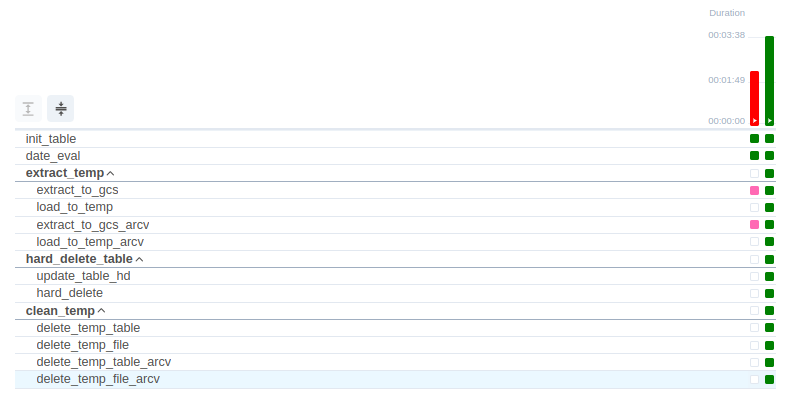 Duration
00:03:38
00:01:49
00:00:00
init_table
date_eval
extract_temp
extract_to_gcs
load_to_temp
extract_to_gcs_arcv
load_to_temp_arcv
hard_delete_table
update_table_hd
hard_delete
clean_temp
delete_temp_table
delete_temp_file
delete_temp_table_arcv
delete_temp_file_arcv